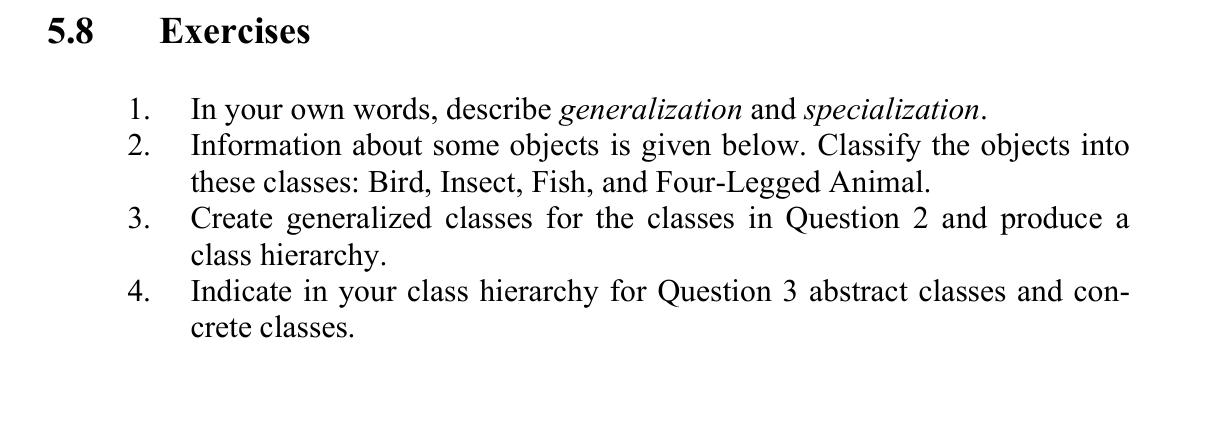 5.8 Exercises
1. In your own words, describe generalization and specialization.
2. Information about some objects is given below. Classify the objects into
these classes: Bird, Insect, Fish, and Four-Legged Animal.
3. Create generalized classes for the classes in Question 2 and produce a
class hierarchy.
4. Indicate in your class hierarchy for Question 3 abstract classes and con-
crete classes.